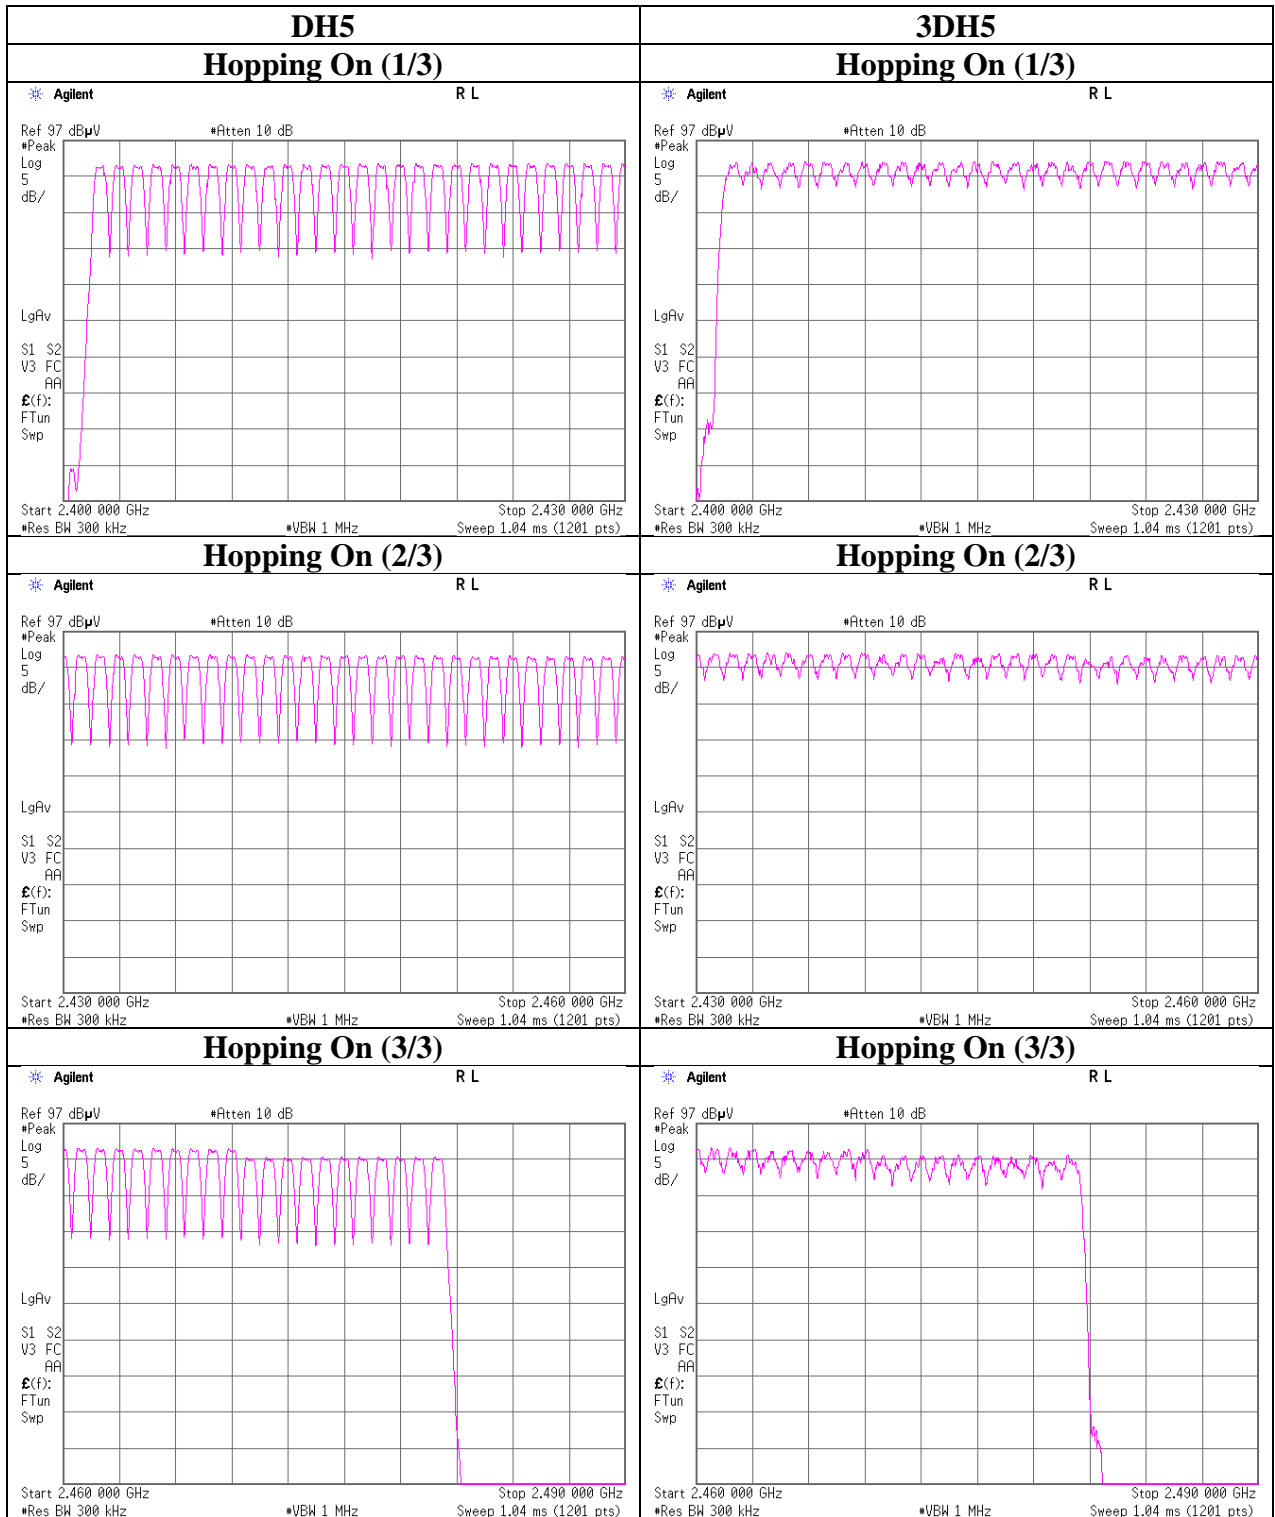 DH5 3DH5
Hopping On (1/3) Hopping On (1/3)
Agilent R L
Ref 97 dBµV #Atten 10 dB
#Peak
Log
5
dB/
LgAv
S1 S2
V3 FC
AA
£(f):
FTun
Swp
Start 2.400 000 GHz Stop 2.430 000 GHz
#Res BW 300 kHz #VBW 1 MHz Sweep 1.04 ms (1201 pts)
Agilent R L
Ref 97 dBµV #Atten 10 dB
#Peak
Log
5
dB/
LgAv
S1 S2
V3 FC
AA
£(f):
FTun
Swp
Start 2.400 000 GHz Stop 2.430 000 GHz
#Res BW 300 kHz #VBW 1 MHz Sweep 1.04 ms (1201 pts)
Hopping On (2/3) Hopping On (2/3)
Agilent R L
Ref 97 dBµV #Atten 10 dB
#Peak
Log
5
dB/
LgAv
S1 S2
V3 FC
AA
£(f):
FTun
Swp
Start 2.430 000 GHz Stop 2.460 000 GHz
#Res BW 300 kHz #VBW 1 MHz Sweep 1.04 ms (1201 pts)
Agilent R L
Ref 97 dBµV #Atten 10 dB
#Peak
Log
5
dB/
LgAv
S1 S2
V3 FC
AA
£(f):
FTun
Swp
Start 2.430 000 GHz Stop 2.460 000 GHz
#Res BW 300 kHz #VBW 1 MHz Sweep 1.04 ms (1201 pts)
Hopping On (3/3) Hopping On (3/3)
Agilent R L
Ref 97 dBµV #Atten 10 dB
#Peak
Log
5
dB/
LgAv
S1 S2
V3 FC
AA
£(f):
FTun
Swp
Start 2.460 000 GHz Stop 2.490 000 GHz
#Res BW 300 kHz #VBW 1 MHz Sweep 1.04 ms (1201 pts)
Agilent R L
Ref 97 dBµV #Atten 10 dB
#Peak
Log
5
dB/
LgAv
S1 S2
V3 FC
AA
£(f):
FTun
Swp
Start 2.460 000 GHz Stop 2.490 000 GHz
#Res BW 300 kHz #VBW 1 MHz Sweep 1.04 ms (1201 pts)